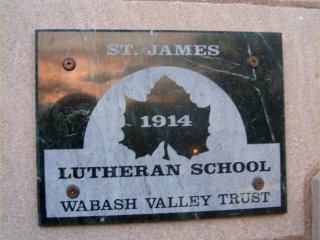 ST. JAMES
1914
LUTHERAN SCHOOL
WABASH VALLEY TRUST